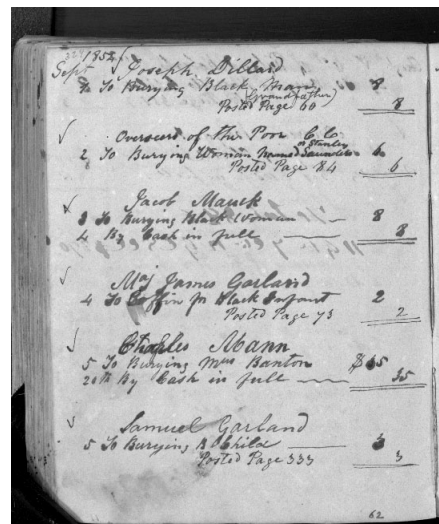 1852
Sept Joseph Dillard
2 To Burying Black Man 8
(Grandfather)
Posted Page 60 8
Overseers of the Poor C C
or Stanley
2 To Burying Woman Named Saunders 6
Posted Page 84 6
Jacob Mauck
3 To Burying Black Woman 8
4 By Cash in full 8
Maj James Garland
4 To Coffin for Black Infant 2
Posted Page 73 2
Charles Mann
5 To Burying Mrs Banton $35
20th By Cash in full 35
Samuel Garland
5 To Burying B Child 3
Posted Page 333 3
62